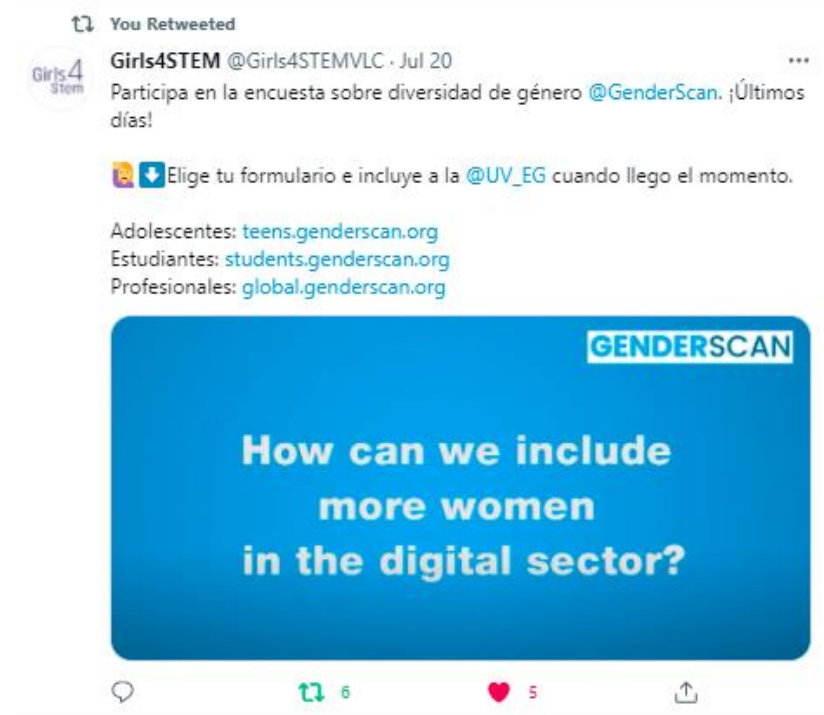 You Retweeted
Girls4STEM @Girls4STEMVLC · Jul 20
Girls4
Stem
Participa en la encuesta sobre diversidad de género @GenderScan. ¡Últimos
días!
🙋⬇Elige tu formulario e incluye a la @UV_EG cuando llego el momento.
Adolescentes: teens.genderscan.org
Estudiantes: students.genderscan.org
Profesionales: global.genderscan.org
GENDERSCAN
How can we include
more women
in the digital sector?
6
5